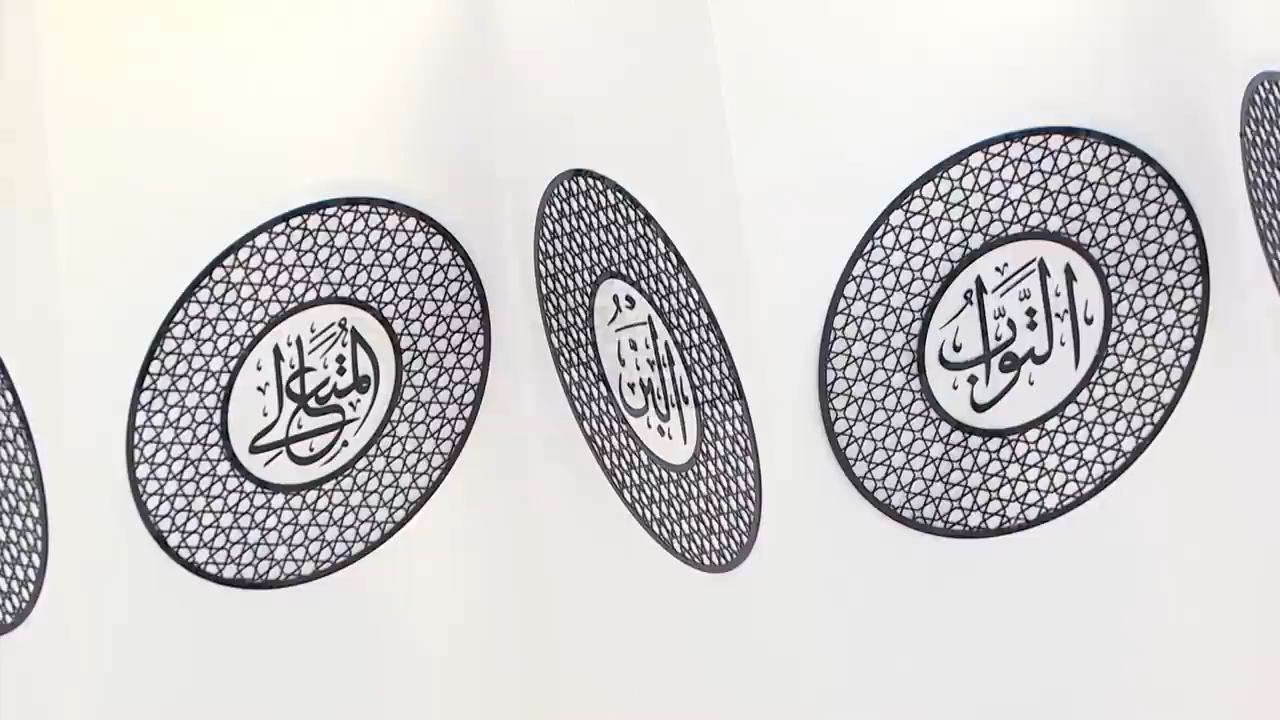 المتعالي
البر
التواب